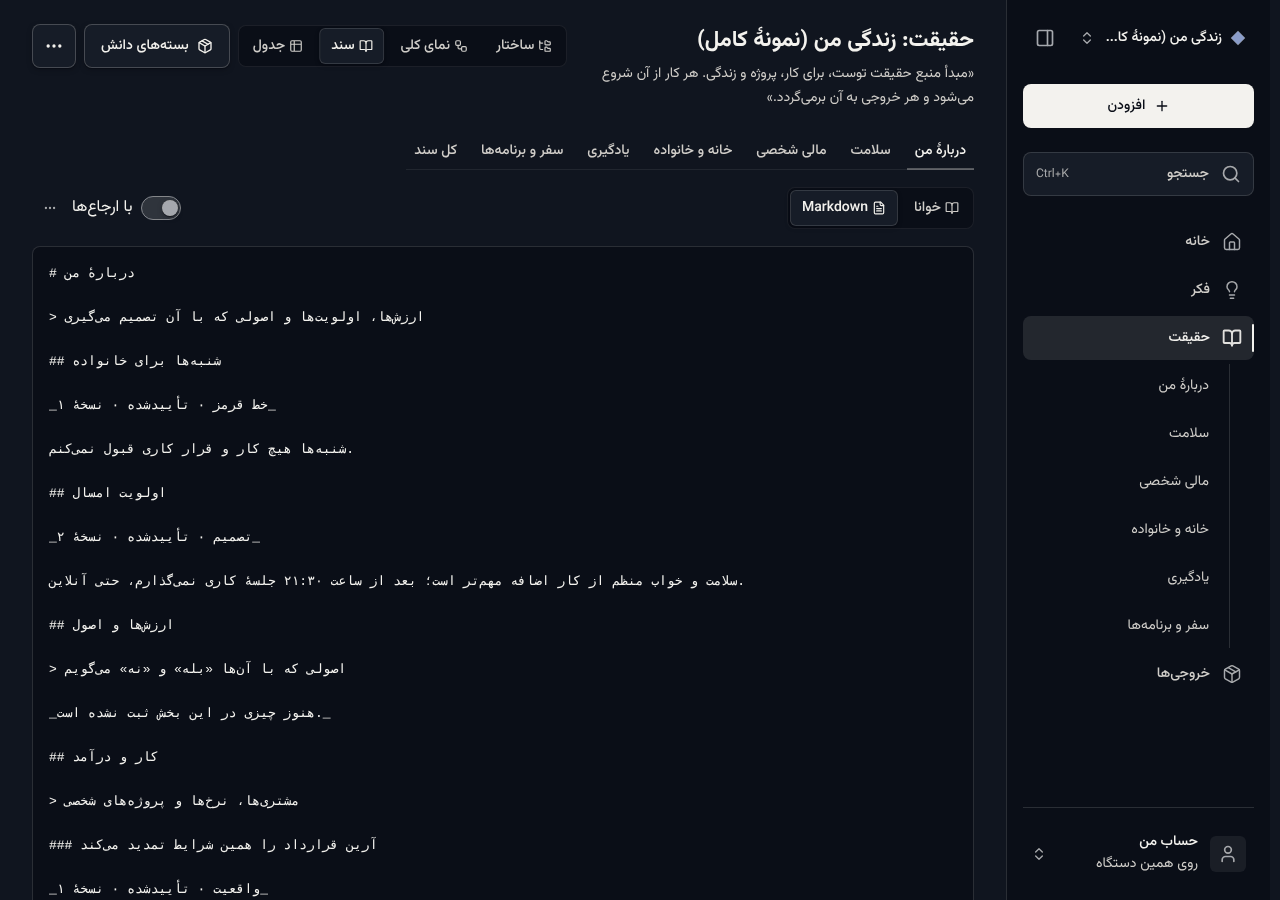 زندگی من (نمونهٔ کا...
افزودن
جستجو
Ctrl+K
خانه
فکر
حقیقت
دربارهٔ من
سلامت
مالی شخصی
خانه و خانواده
یادگیری
سفر و برنامه‌ها
خروجی‌ها
حساب من
روی همین دستگاه
حقیقت: زندگی من (نمونهٔ کامل)
«مبدأ منبع حقیقت توست، برای کار، پروژه و زندگی. هر کار از آن شروع
می‌شود و هر خروجی به آن برمی‌گردد.»
ساختار
نمای کلی
سند
جدول
بسته‌های دانش
دربارهٔ من
سلامت
مالی شخصی
خانه و خانواده
یادگیری
سفر و برنامه‌ها
کل سند
خوانا
Markdown
با ارجاع‌ها
# دربارهٔ من
> ارزش‌ها، اولویت‌ها و اصولی که با آن تصمیم می‌گیری
## شنبه‌ها برای خانواده
_خط قرمز · تأییدشده · نسخهٔ ۱_
شنبه‌ها هیچ کار و قرار کاری قبول نمی‌کنم.
## اولویت امسال
_تصمیم · تأییدشده · نسخهٔ ۲_
سلامت و خواب منظم از کار اضافه مهم‌تر است؛ بعد از ساعت ۲۱:۳۰ جلسهٔ کاری نمی‌گذارم، حتی آنلاین.
## ارزش‌ها و اصول
> اصولی که با آن‌ها «بله» و «نه» می‌گویم
_هنوز چیزی در این بخش ثبت نشده است._
## کار و درآمد
> مشتری‌ها، نرخ‌ها و پروژه‌های شخصی
### آرین قرارداد را همین شرایط تمدید می‌کند
_واقعیت · تأییدشده · نسخهٔ ۱_